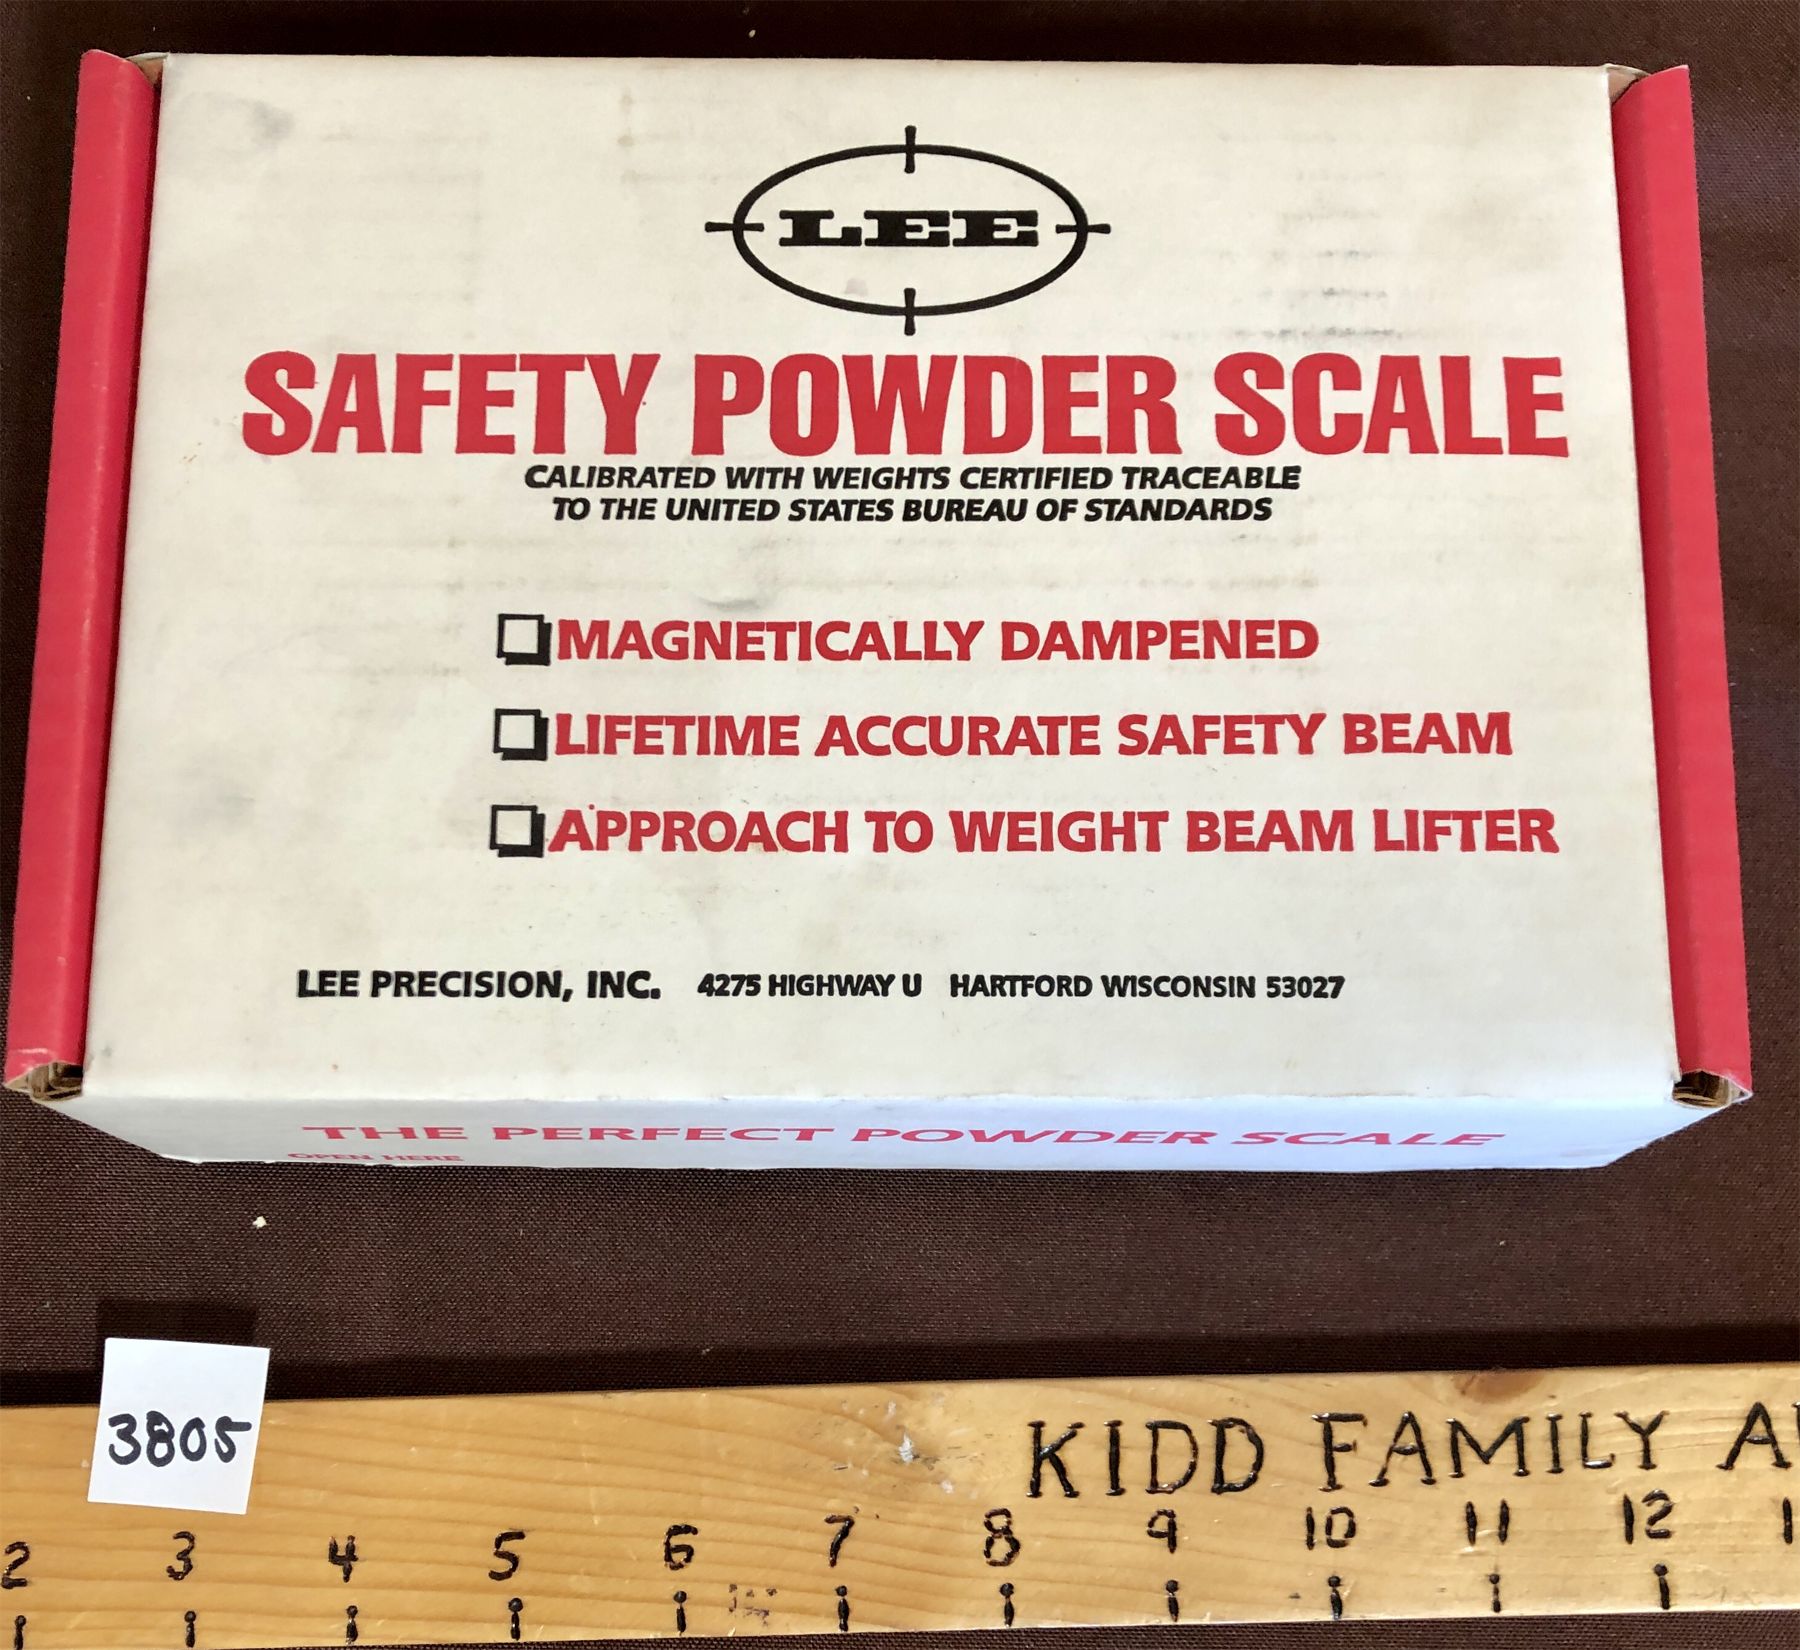 LEE
SAFETY POWDER SCALE
CALIBRATED WITH WEIGHTS CERTIFIED TRACEABLE
TO THE UNITED STATES BUREAU OF STANDARDS
MAGNETICALLY DAMPENED
LIFETIME ACCURATE SAFETY BEAM
APPROACH TO WEIGHT BEAM LIFTER
LEE PRECISION, INC. 4275 HIGHWAY U HARTFORD WISCONSIN 53027
THE PERFECT POWDER SCALE
OPEN HERE
3805
KIDD FAMILY
2 3 4 5 6 7 8 9 10 11 12